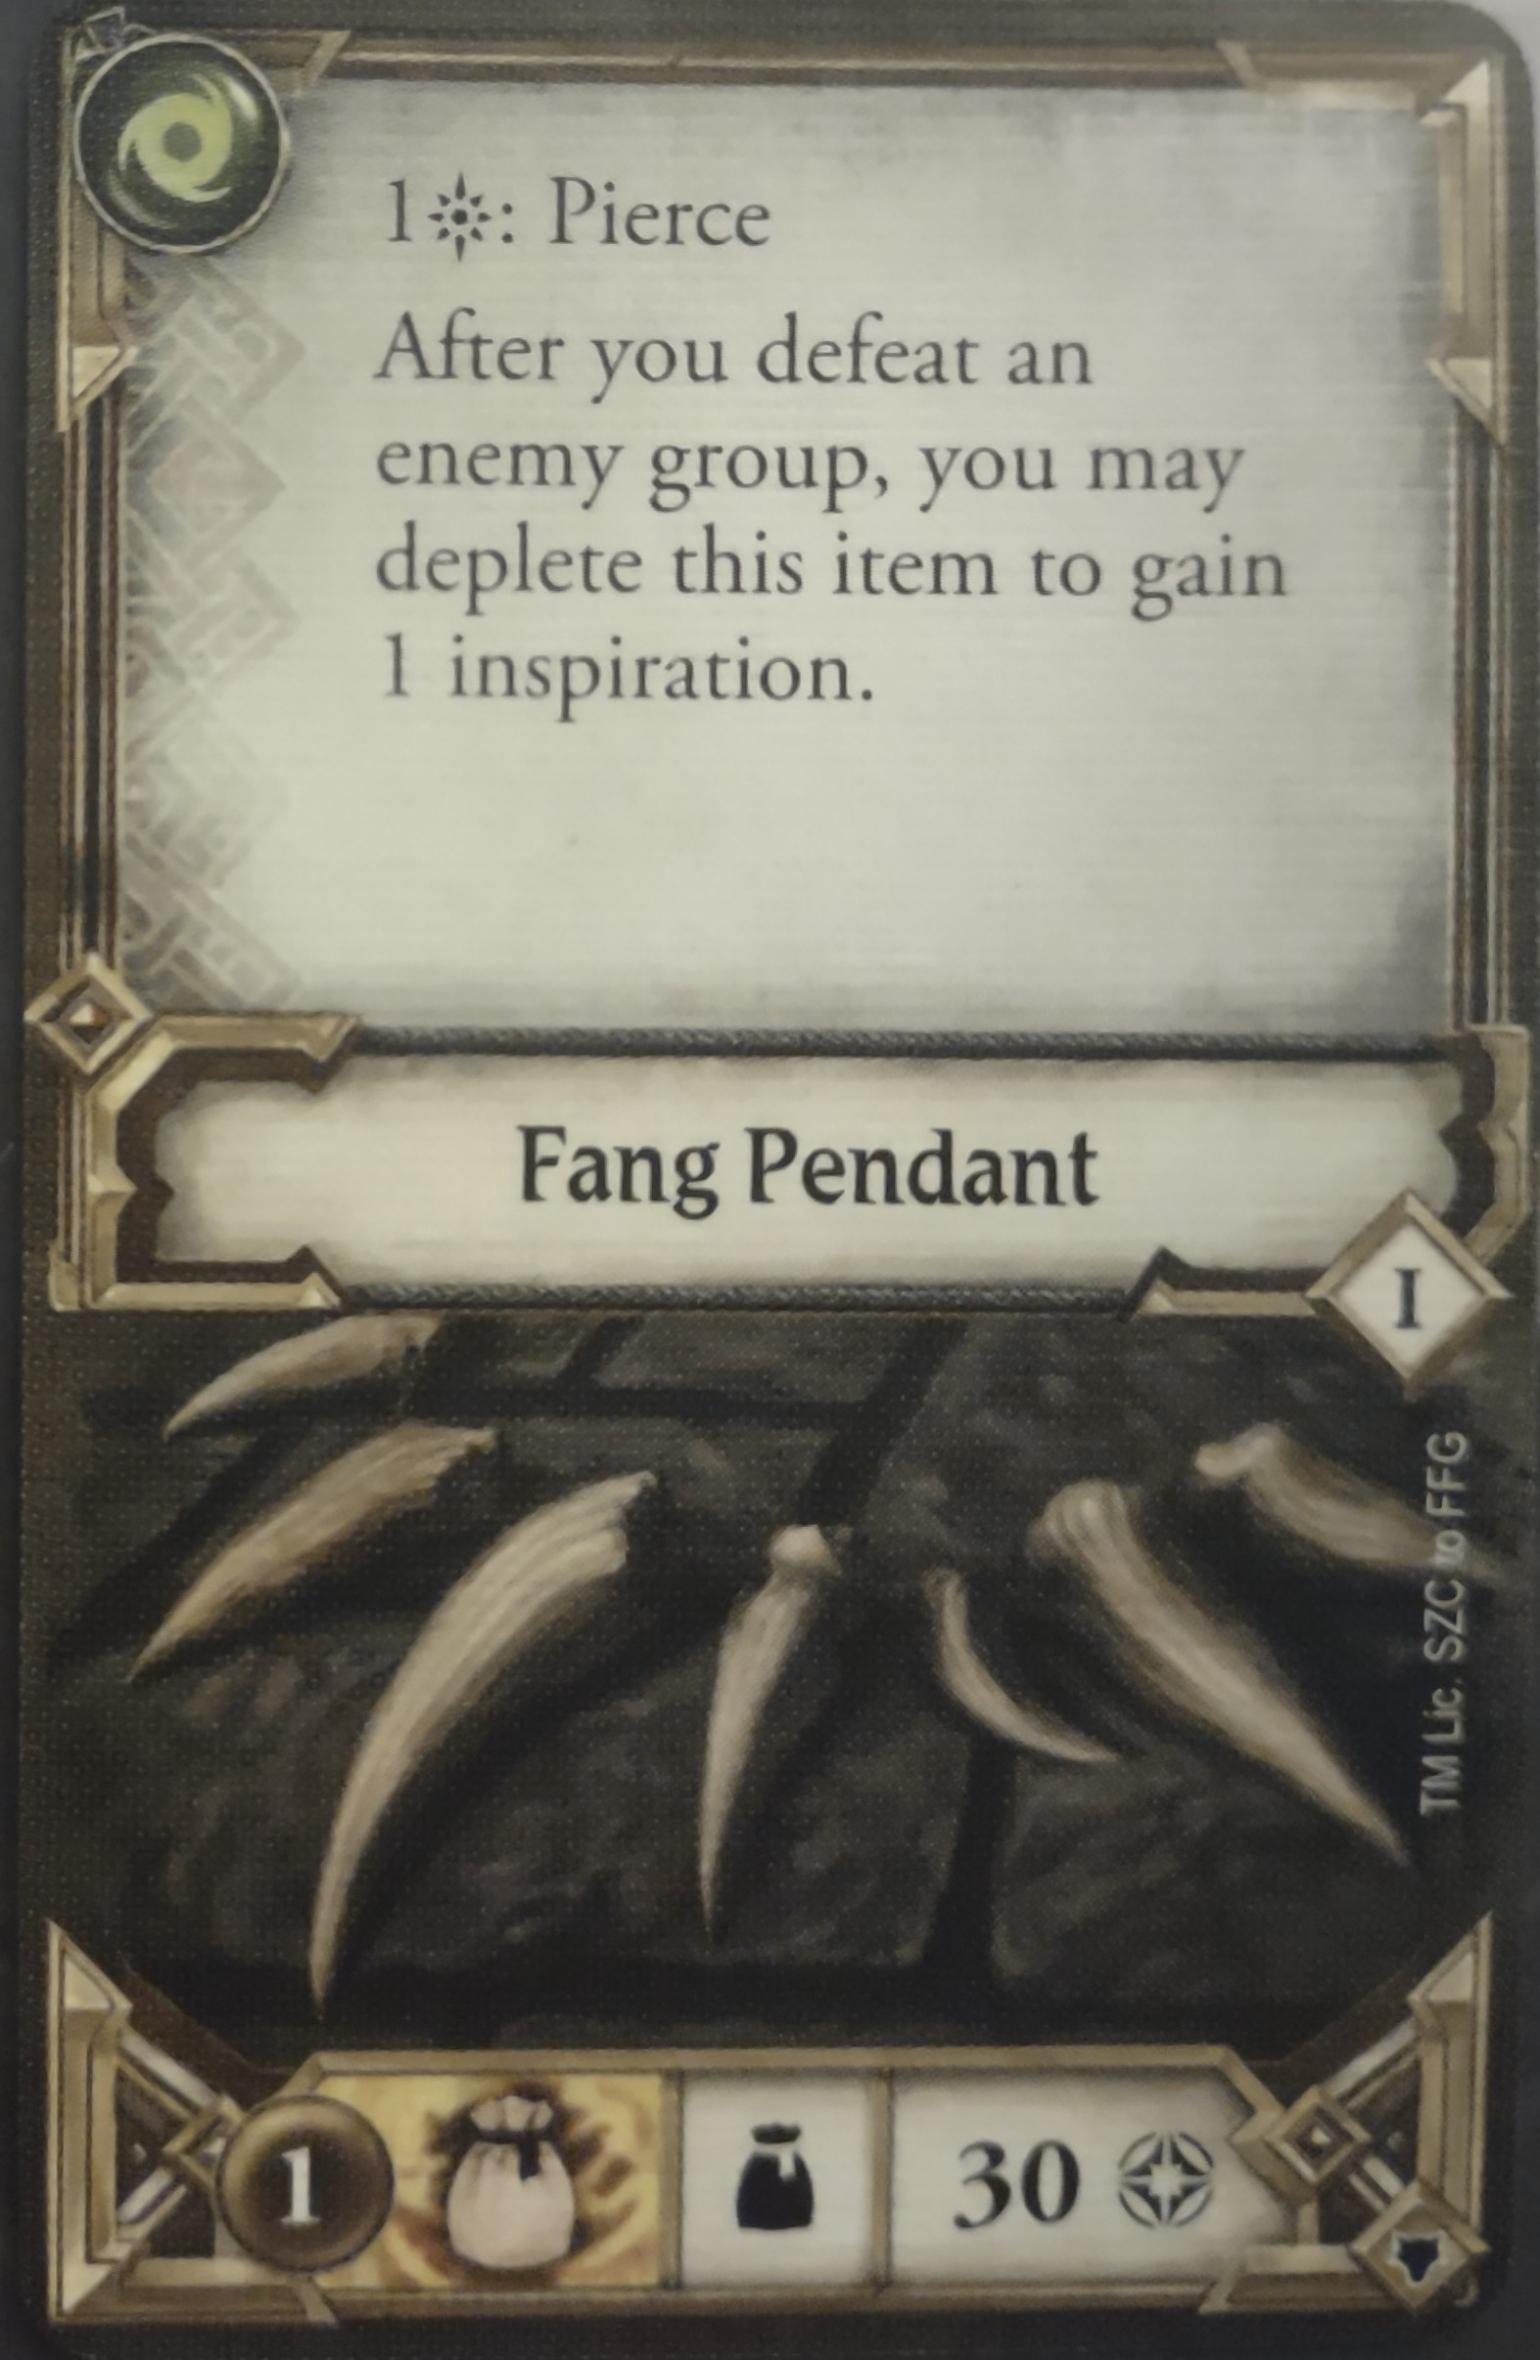 1: Pierce
After you defeat an
enemy group, you may
deplete this item to gain
1 inspiration.
Fang Pendant
I
TM Lic. SZC to FFG
1
30